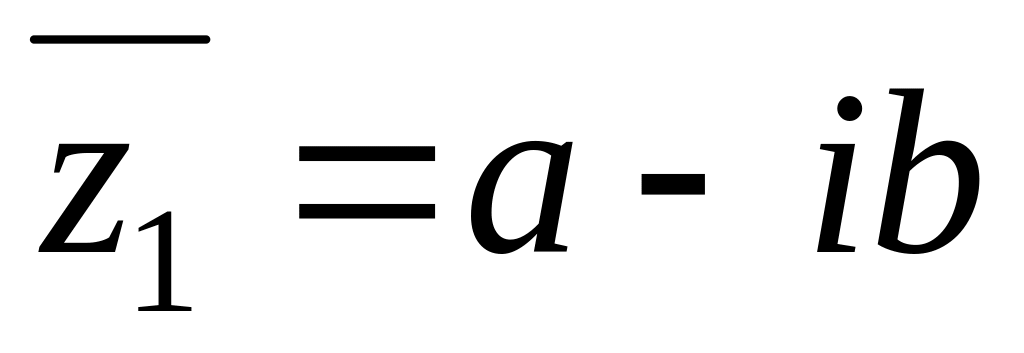 z̅₁ = a - ib